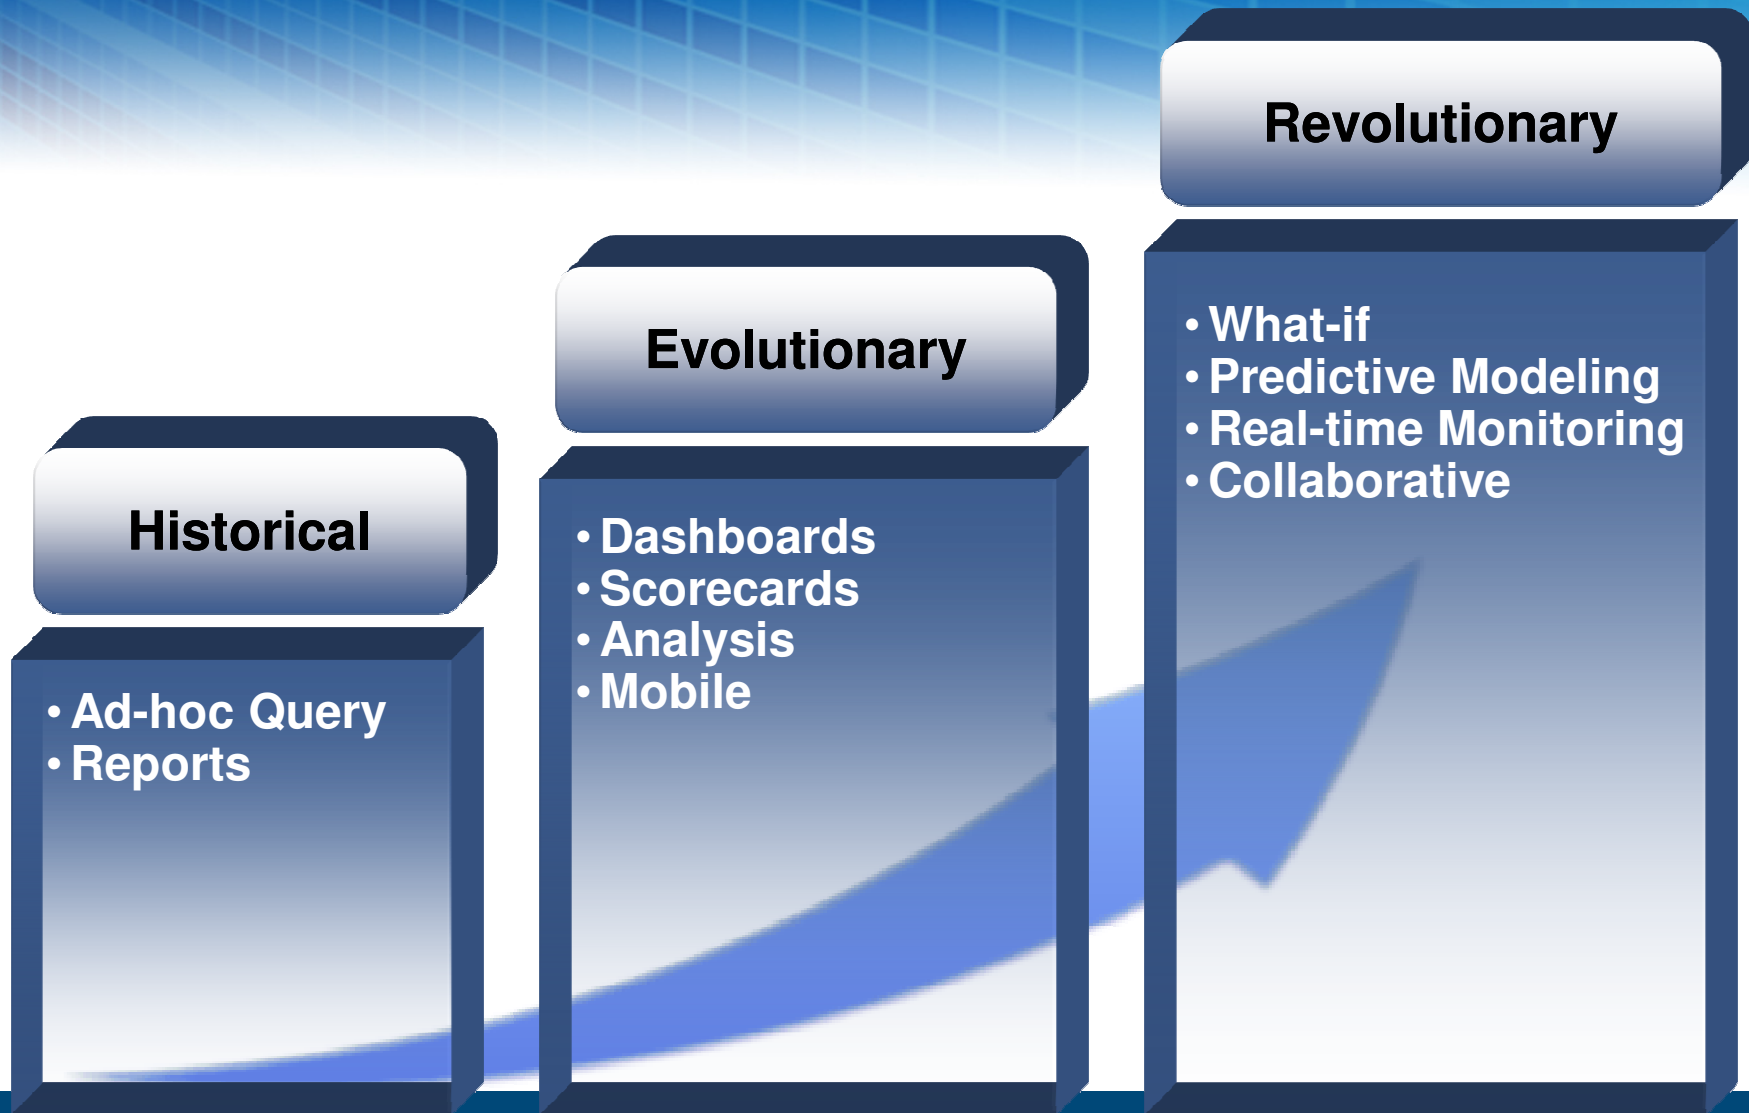 Historical
• Ad-hoc Query
• Reports
Evolutionary
• Dashboards
• Scorecards
• Analysis
• Mobile
Revolutionary
• What-if
• Predictive Modeling
• Real-time Monitoring
• Collaborative